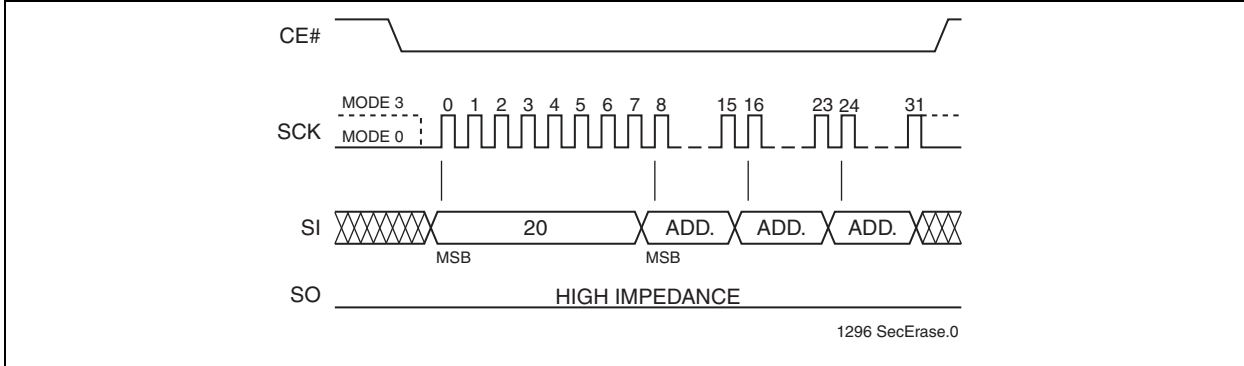 CE#
MODE 3 0 1 2 3 4 5 6 7 8 15 16 23 24 31
SCK MODE 0
SI 20 ADD. ADD. ADD.
MSB MSB
SO HIGH IMPEDANCE
1296 SecErase.0